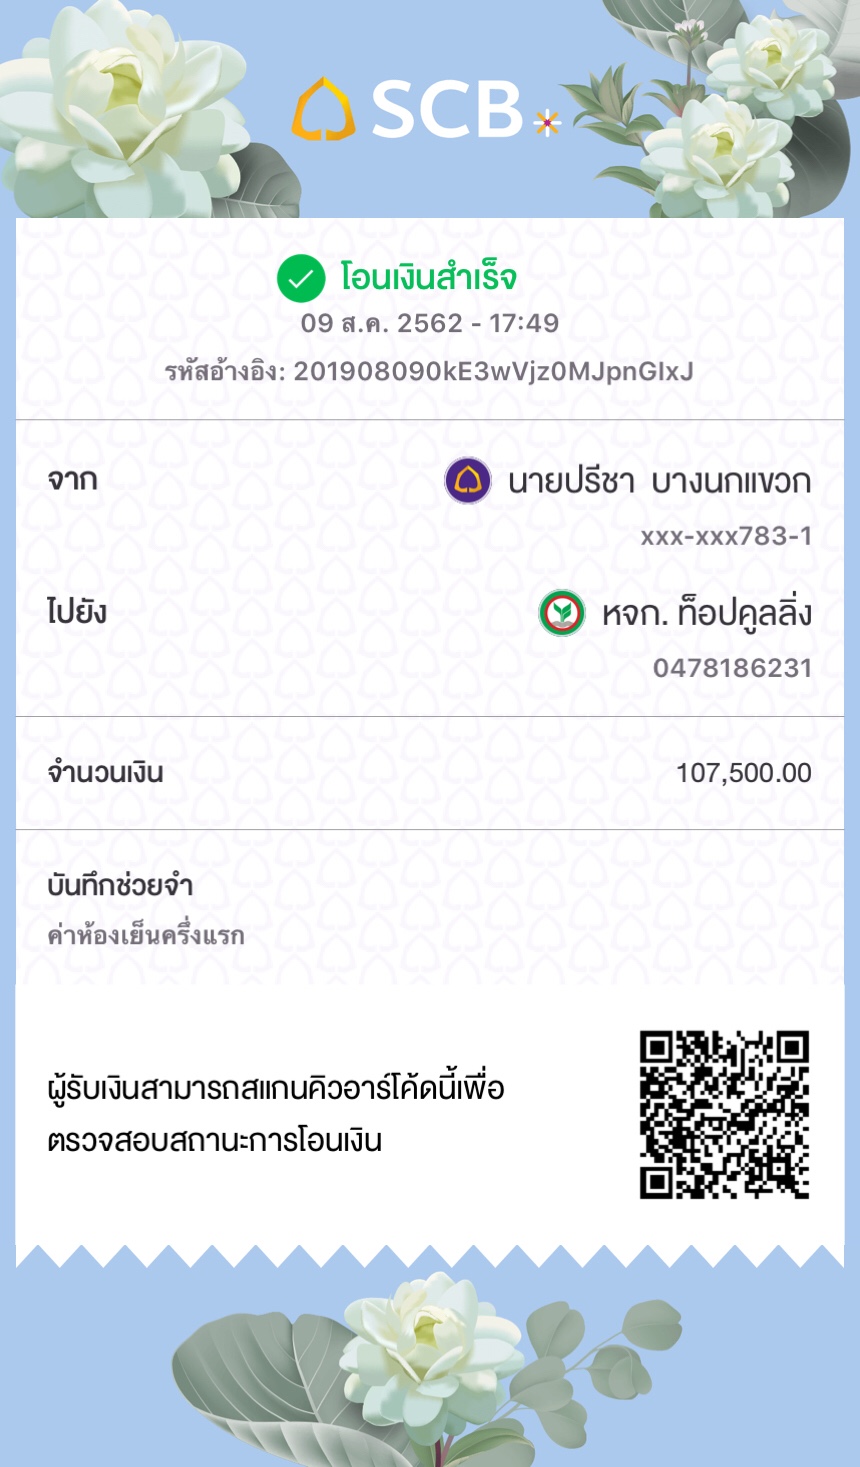 SCB
โอนเงินสำเร็จ
09 ส.ค. 2562 - 17:49
รหัสอ้างอิง: 201908090kE3wVjz0MJpnGIxJ
จาก
นายปรีชา บางนกแขวก
xxx-xxx783-1
ไปยัง
หจก. ท็อปคูลลิ่ง
0478186231
จำนวนเงิน
107,500.00
บันทึกช่วยจำ
ค่าห้องเย็นครึ่งแรก
ผู้รับเงินสามารถสแกนคิวอาร์โค้ดนี้เพื่อ
ตรวจสอบสถานะการโอนเงิน